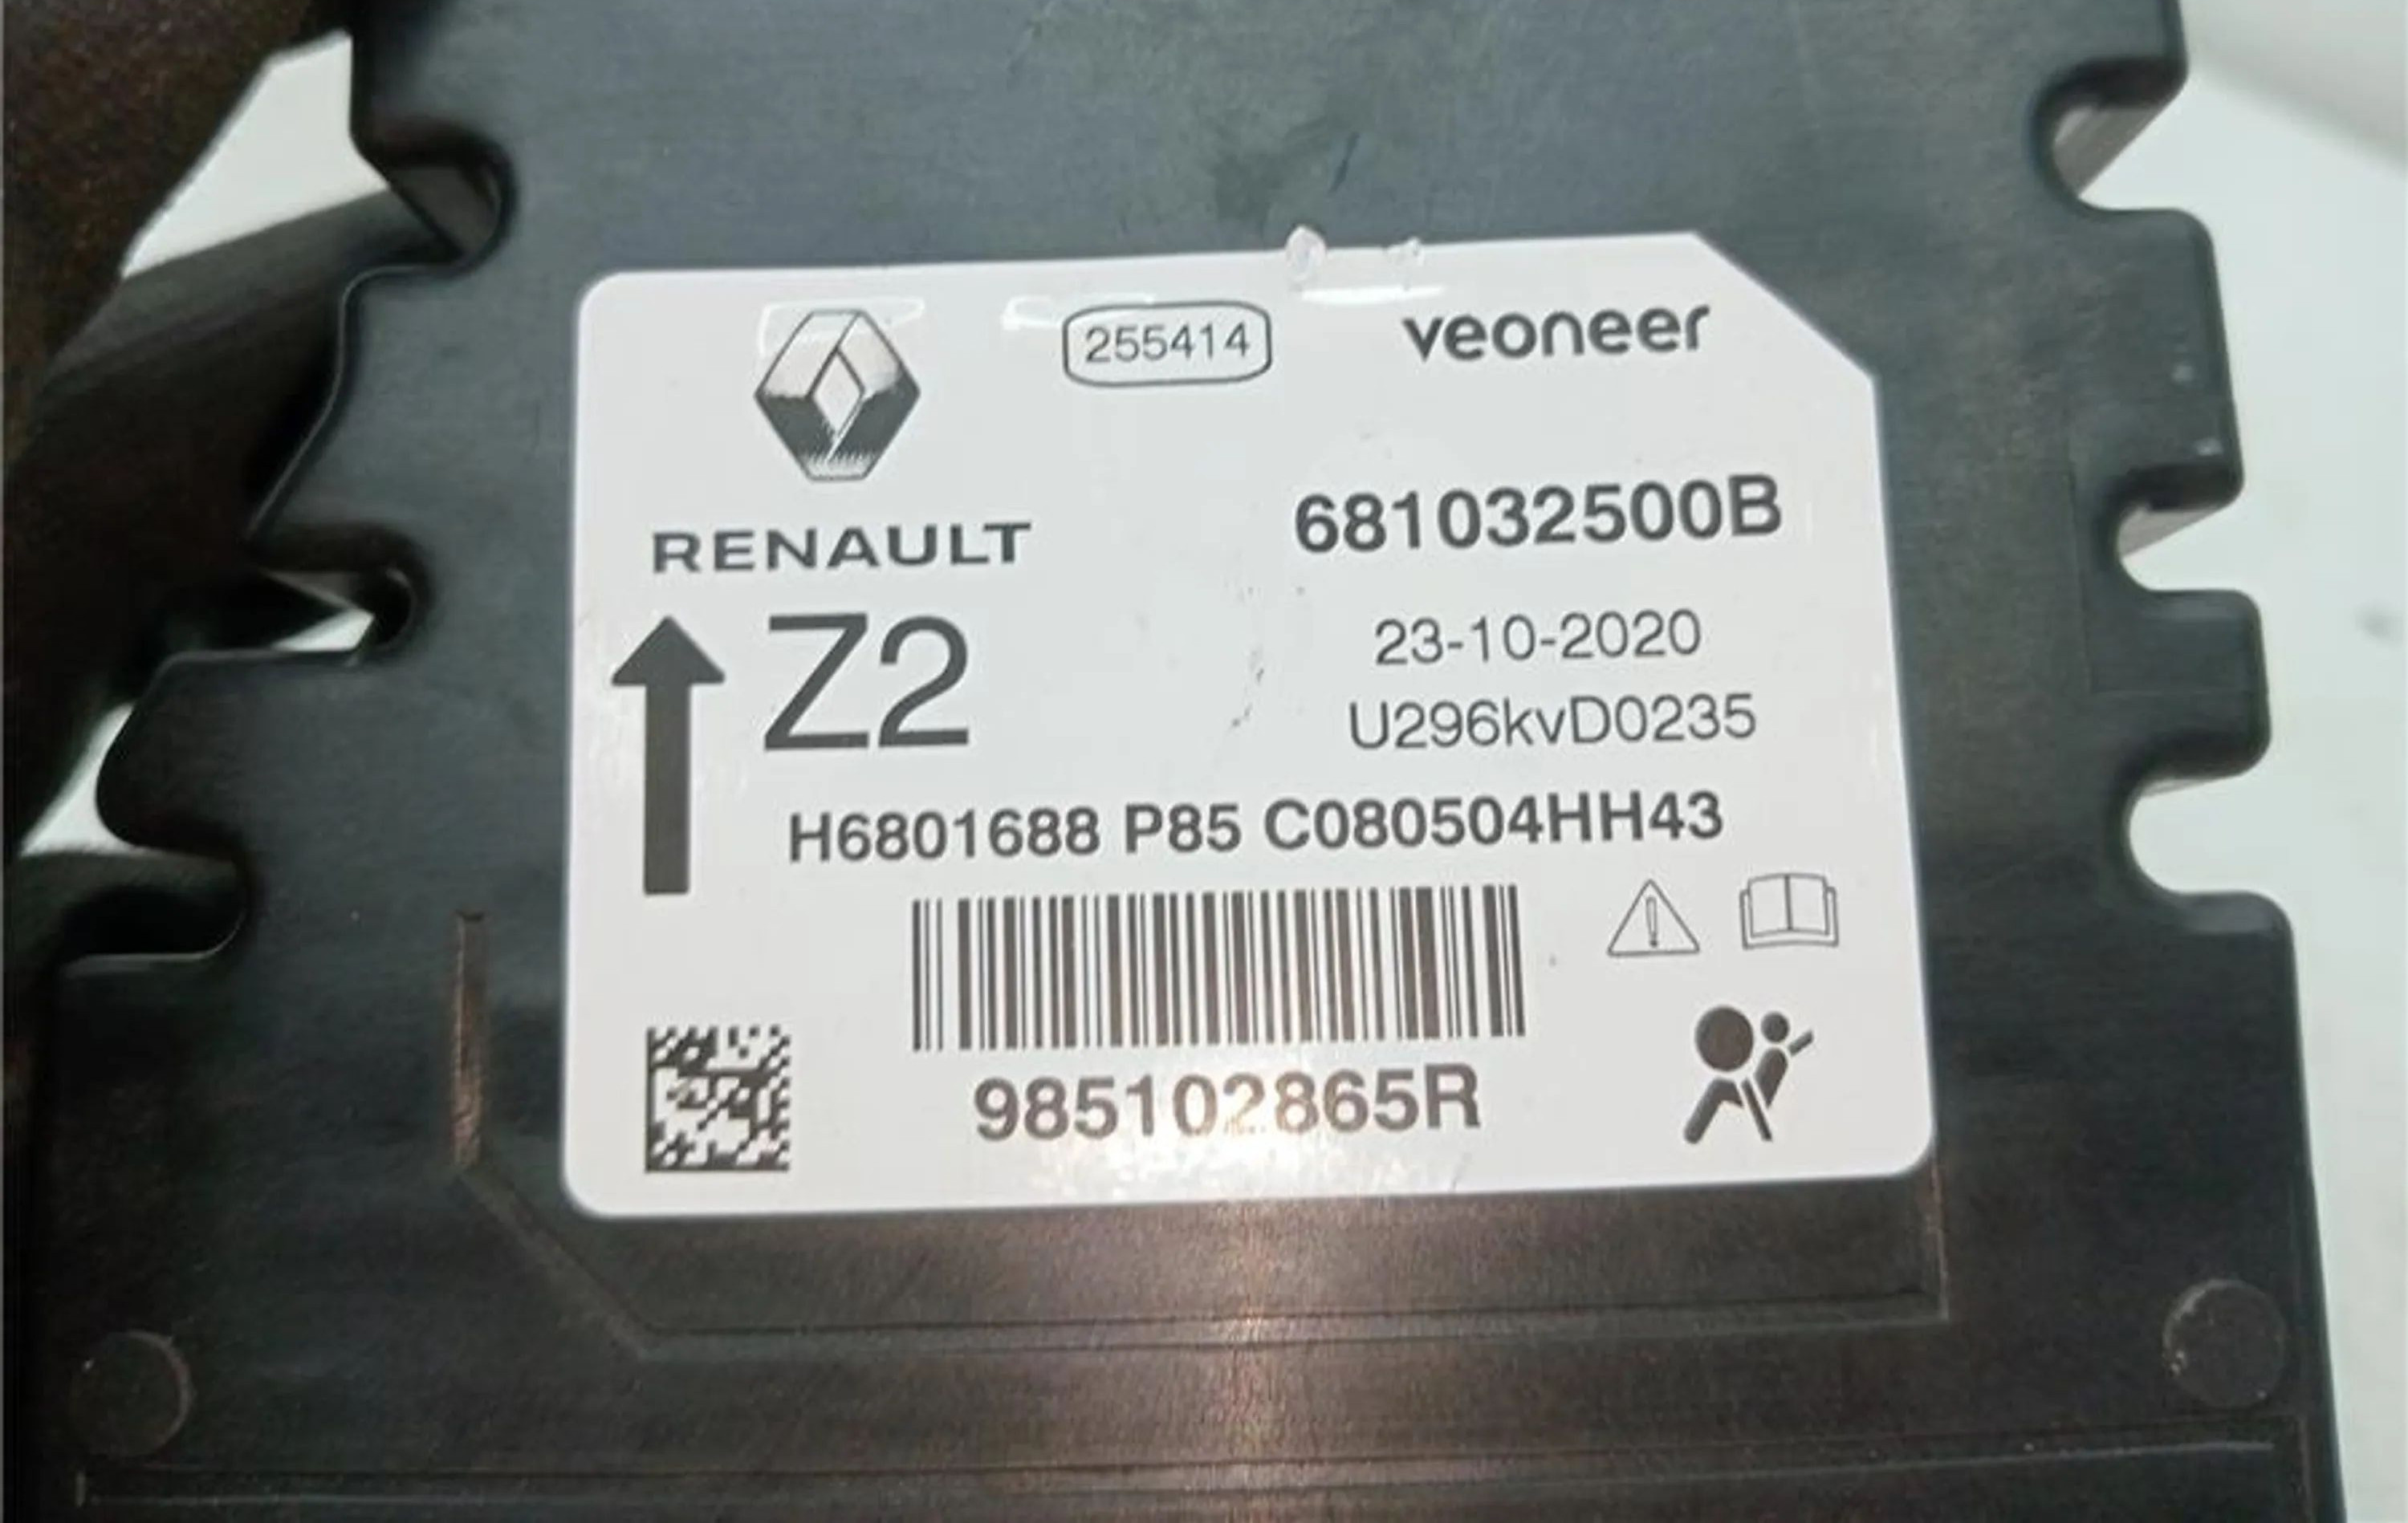 255414
veoneer
RENAULT
681032500B
Z2
23-10-2020
U296kvD0235
H6801688 P85 C080504HH43
985102865R